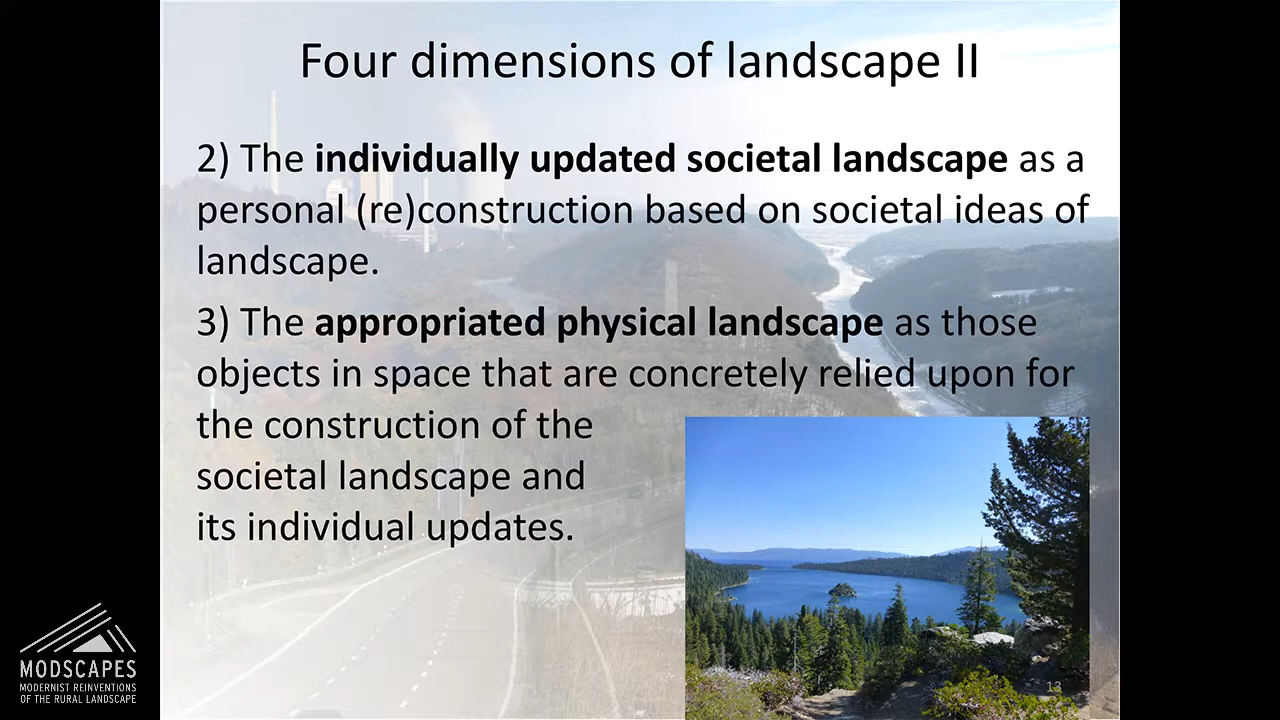 Four dimensions of landscape II
2) The individually updated societal landscape as a
personal (re)construction based on societal ideas of
landscape.
3) The appropriated physical landscape as those
objects in space that are concretely relied upon for
the construction of the
societal landscape and
its individual updates.
13
MODSCAPES
MODERNIST REINVENTIONS
OF THE RURAL LANDSCAPE